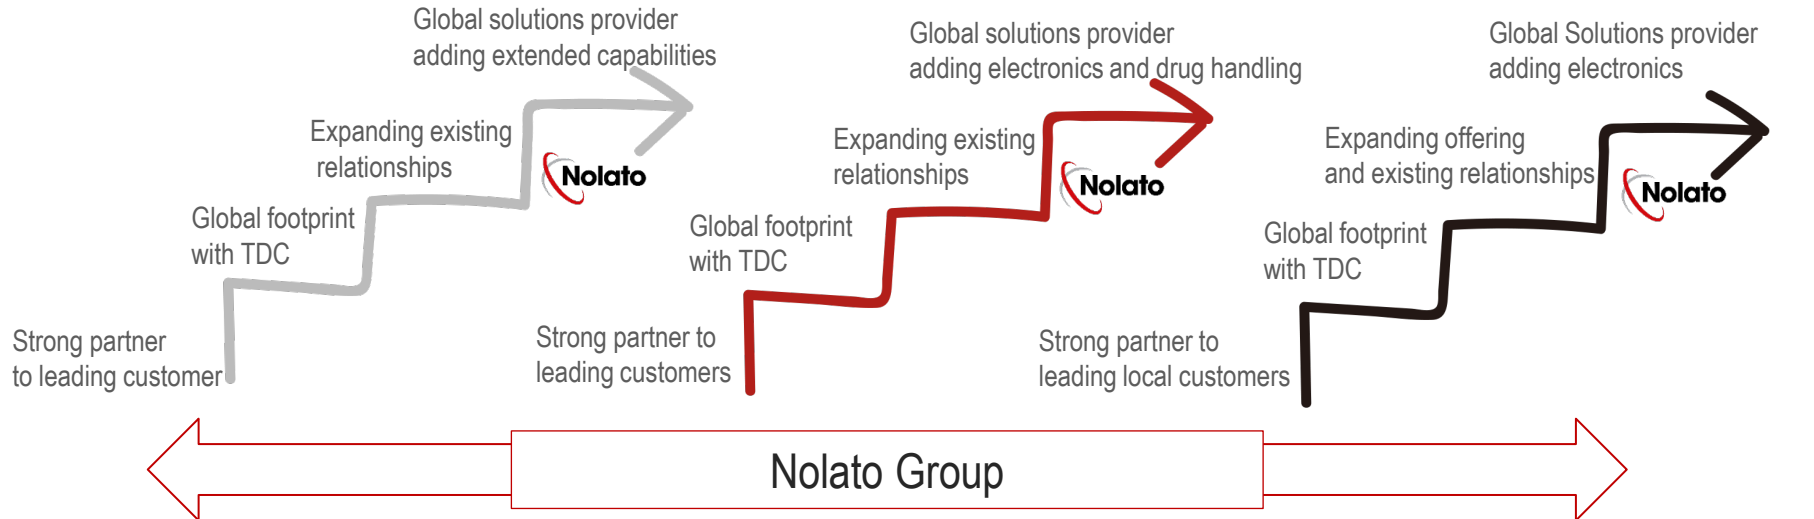 Global solutions provider
adding extended capabilities
Expanding existing
relationships
Nolato
Global footprint
with TDC
Strong partner
to leading customer
Global solutions provider
adding electronics and drug handling
Expanding existing
relationships
Nolato
Global footprint
with TDC
Strong partner to
leading customers
Global Solutions provider
adding electronics
Expanding offering
and existing relationships
Nolato
Global footprint
with TDC
Strong partner to
leading local customers
Nolato Group